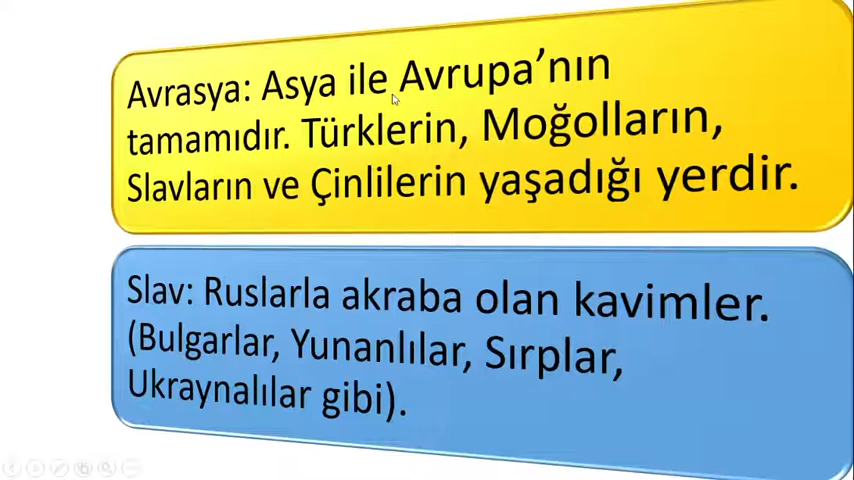 Avrasya: Asya ile Avrupa’nın
tamamıdır. Türklerin, Moğolların,
Slavların ve Çinlilerin yaşadığı yerdir.
Slav: Ruslarla akraba olan kavimler.
(Bulgarlar, Yunanlılar, Sırplar,
Ukraynalılar gibi).